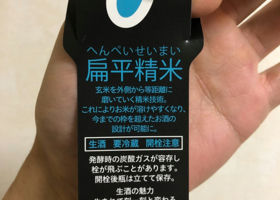 へんぺいせいまい
扁平精米
玄米を外側から等距離に
磨いていく精米技術。
これによりお米が溶けやすくなり、
今までの枠を超えたお酒の
設計が可能に。
生酒 要冷蔵 開栓注意
発酵時の炭酸ガスが容存し
栓が飛ぶことがあります。
開栓後瓶は立てて保存。
生酒の魅力